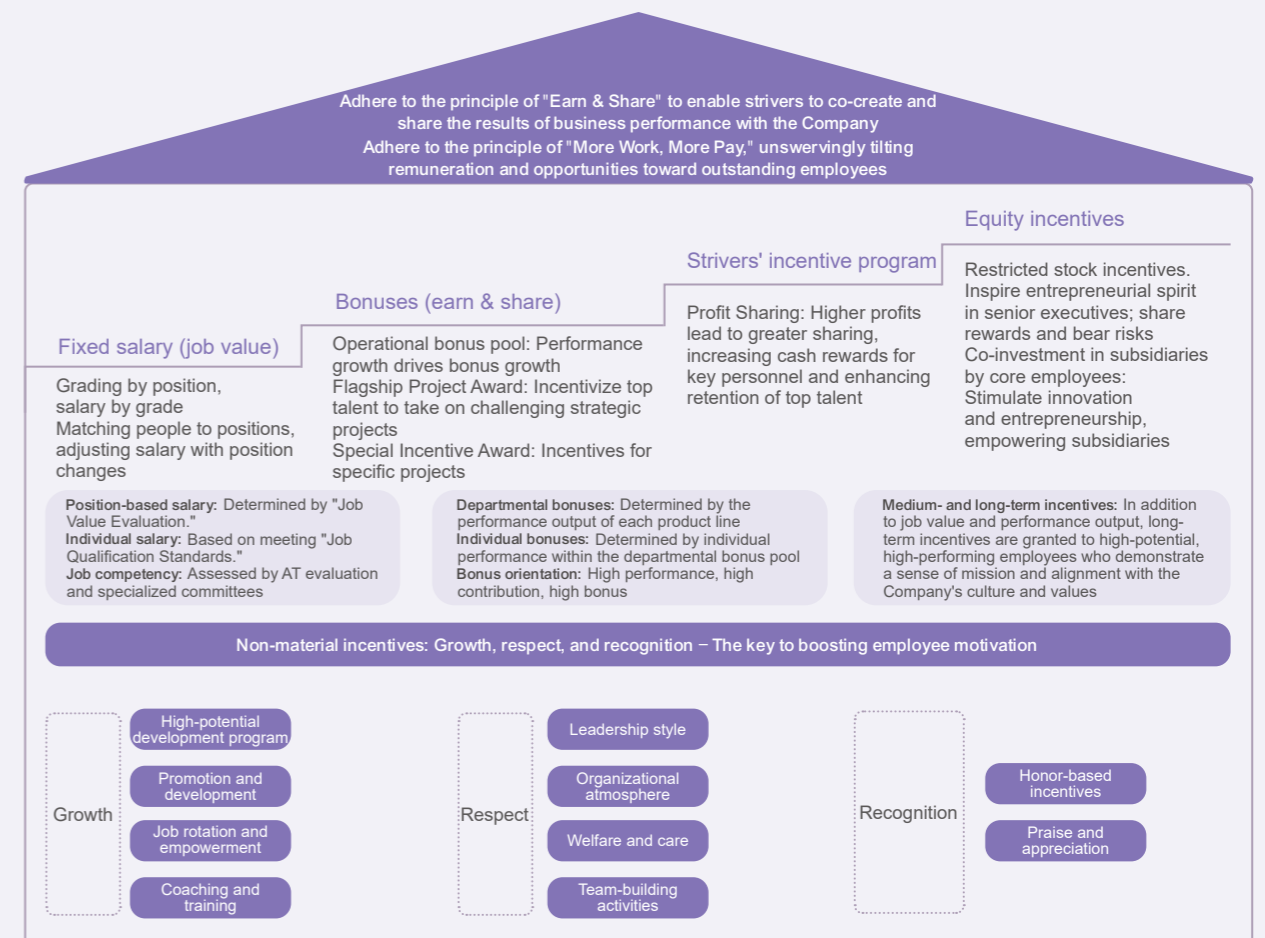 Adhere to the principle of "Earn & Share" to enable strivers to co-create and
share the results of business performance with the Company
Adhere to the principle of "More Work, More Pay," unswervingly tilting
remuneration and opportunities toward outstanding employees
Fixed salary (job value)
Grading by position,
salary by grade
Matching people to positions,
adjusting salary with position
changes
Bonuses (earn & share)
Operational bonus pool: Performance
growth drives bonus growth
Flagship Project Award: Incentivize top
talent to take on challenging strategic
projects
Special Incentive Award: Incentives for
specific projects
Strivers' incentive program
Profit Sharing: Higher profits
lead to greater sharing,
increasing cash rewards for
key personnel and enhancing
retention of top talent
Equity incentives
Restricted stock incentives.
Inspire entrepreneurial spirit
in senior executives; share
rewards and bear risks
Co-investment in subsidiaries
by core employees:
Stimulate innovation
and entrepreneurship,
empowering subsidiaries
Position-based salary: Determined by "Job
Value Evaluation."
Individual salary: Based on meeting "Job
Qualification Standards."
Job competency: Assessed by AT evaluation
and specialized committees
Departmental bonuses: Determined by the
performance output of each product line
Individual bonuses: Determined by individual
performance within the departmental bonus pool
Bonus orientation: High performance, high
contribution, high bonus
Medium- and long-term incentives: In addition
to job value and performance output, long-
term incentives are granted to high-potential,
high-performing employees who demonstrate
a sense of mission and alignment with the
Company's culture and values
Non-material incentives: Growth, respect, and recognition – The key to boosting employee motivation
Growth
High-potential
development program
Promotion and
development
Job rotation and
empowerment
Coaching and
training
Respect
Leadership style
Organizational
atmosphere
Welfare and care
Team-building
activities
Recognition
Honor-based
incentives
Praise and
appreciation